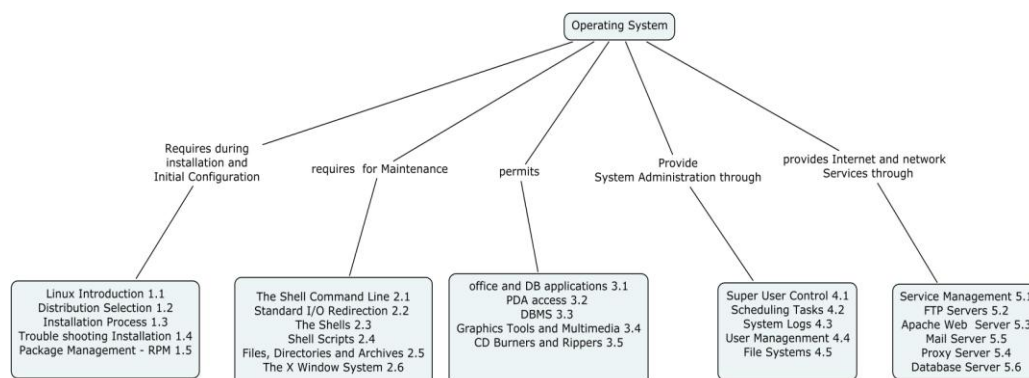 Operating System
Requires during
installation and
Initial Configuration
requires for Maintenance
permits
Provide
System Administration through
provides Internet and network
Services through
Linux Introduction 1.1
Distribution Selection 1.2
Installation Process 1.3
Trouble shooting Installation 1.4
Package Management - RPM 1.5
The Shell Command Line 2.1
Standard I/O Redirection 2.2
The Shells 2.3
Shell Scripts 2.4
Files, Directories and Archives 2.5
The X Window System 2.6
office and DB applications 3.1
PDA access 3.2
DBMS 3.3
Graphics Tools and Multimedia 3.4
CD Burners and Rippers 3.5
Super User Control 4.1
Scheduling Tasks 4.2
System Logs 4.3
User Management 4.4
File Systems 4.5
Service Management 5.1
FTP Servers 5.2
Apache Web Server 5.3
Mail Server 5.5
Proxy Server 5.4
Database Server 5.6